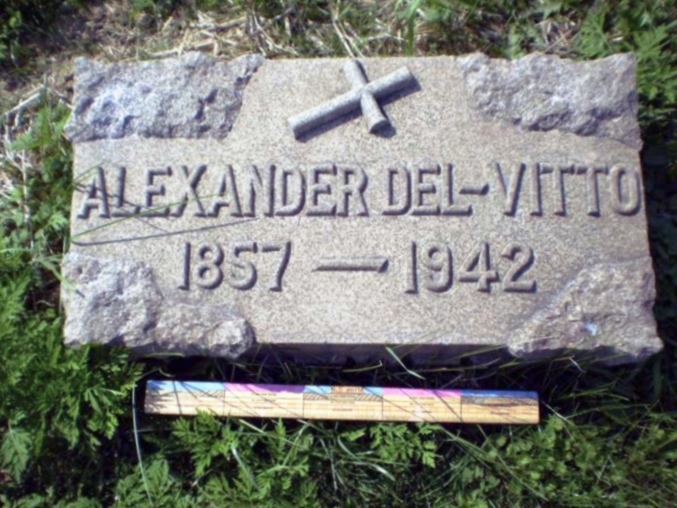 ALEXANDER DEL-VITTO
1857 — 1942